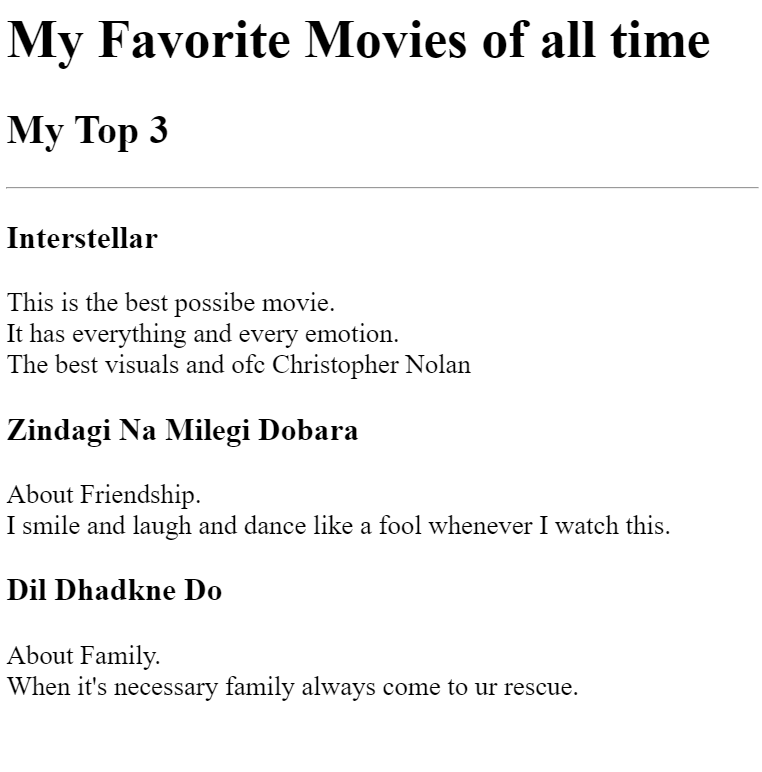 My Favorite Movies of all time
My Top 3
Interstellar
This is the best possibe movie.
It has everything and every emotion.
The best visuals and ofc Christopher Nolan
Zindagi Na Milegi Dobara
About Friendship.
I smile and laugh and dance like a fool whenever I watch this.
Dil Dhadkne Do
About Family.
When it's necessary family always come to ur rescue.